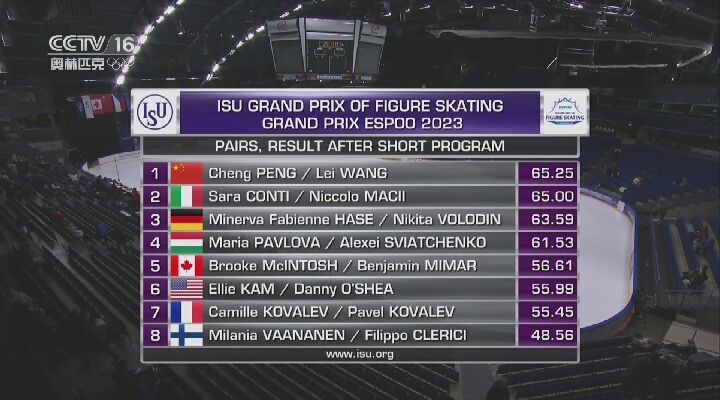 CCTV 16
奥林匹克
ISU
ISU GRAND PRIX OF FIGURE SKATING
GRAND PRIX ESPOO 2023
ESPOO
FIGURE SKATING
PAIRS, RESULT AFTER SHORT PROGRAM
1 Cheng PENG / Lei WANG 65.25
2 Sara CONTI / Niccolo MACII 65.00
3 Minerva Fabienne HASE / Nikita VOLODIN 63.59
4 Maria PAVLOVA / Alexei SVIATCHENKO 61.53
5 Brooke McINTOSH / Benjamin MIMAR 56.61
6 Ellie KAM / Danny O'SHEA 55.99
7 Camille KOVALEV / Pavel KOVALEV 55.45
8 Milania VAANANEN / Filippo CLERICI 48.56
www.isu.org